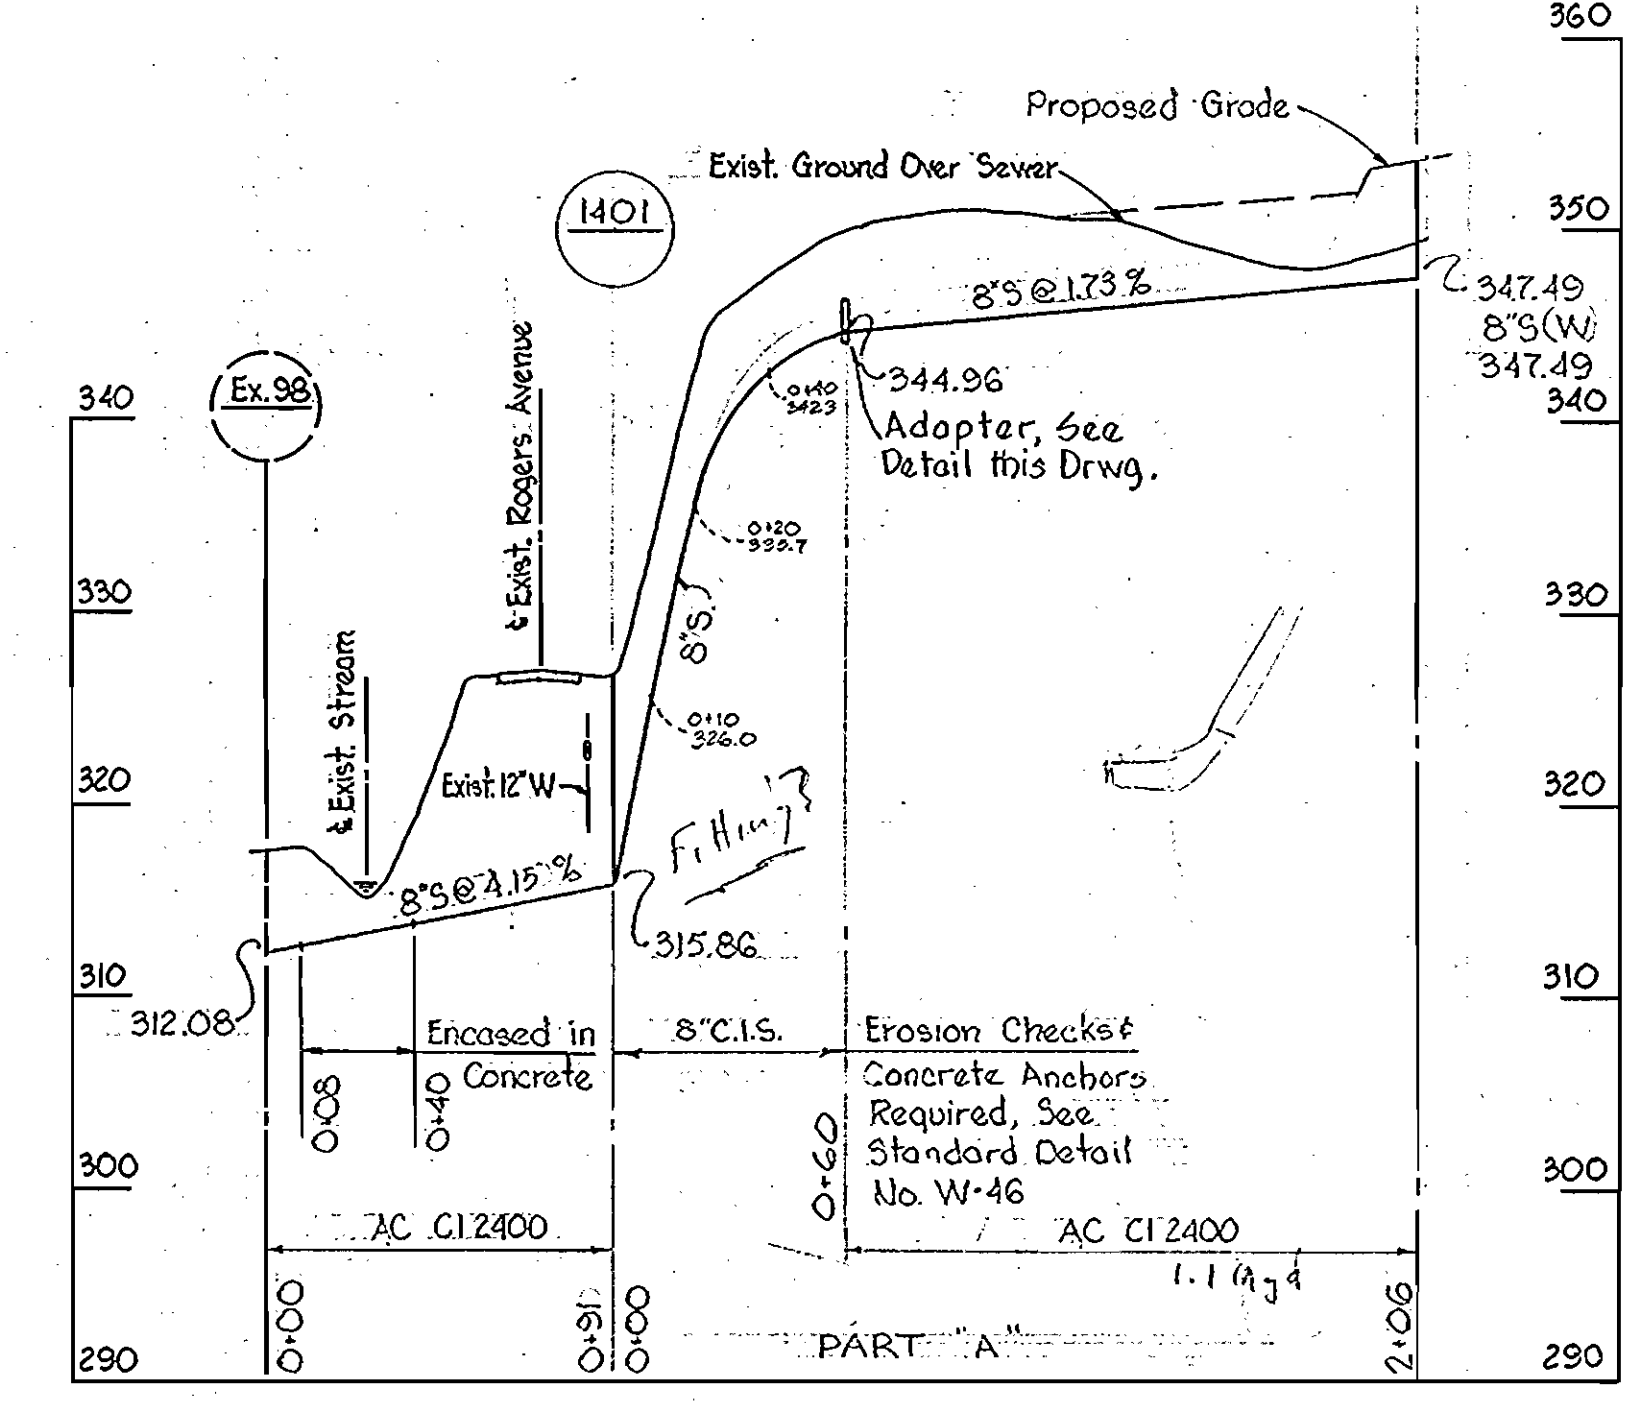 360
Proposed Grade
Exist. Ground Over Sewer
1401
350
8"S @ 1.73 %
347.49
8"S(W)
347.49
Ex. 98
340
340
¢ Exist. Rogers Avenue
344.96
0+40
342.3
Adapter, See
Detail this Drwg.
0+20
335.7
330
330
8"S.
¢ Exist. Stream
0+10
326.0
320
320
Exist. 12"W
Fitting?
8"S @ 4.15 %
315.86
310
310
312.08
Encased in
Concrete
8"C.I.S.
Erosion Checks &
Concrete Anchors
Required, See
Standard Detail
No. W-46
0+08
0+40
0+60
300
300
AC Cl 2400
AC Cl 2400
0+00
0+91
0+00
PART "A"
2+06
290
290